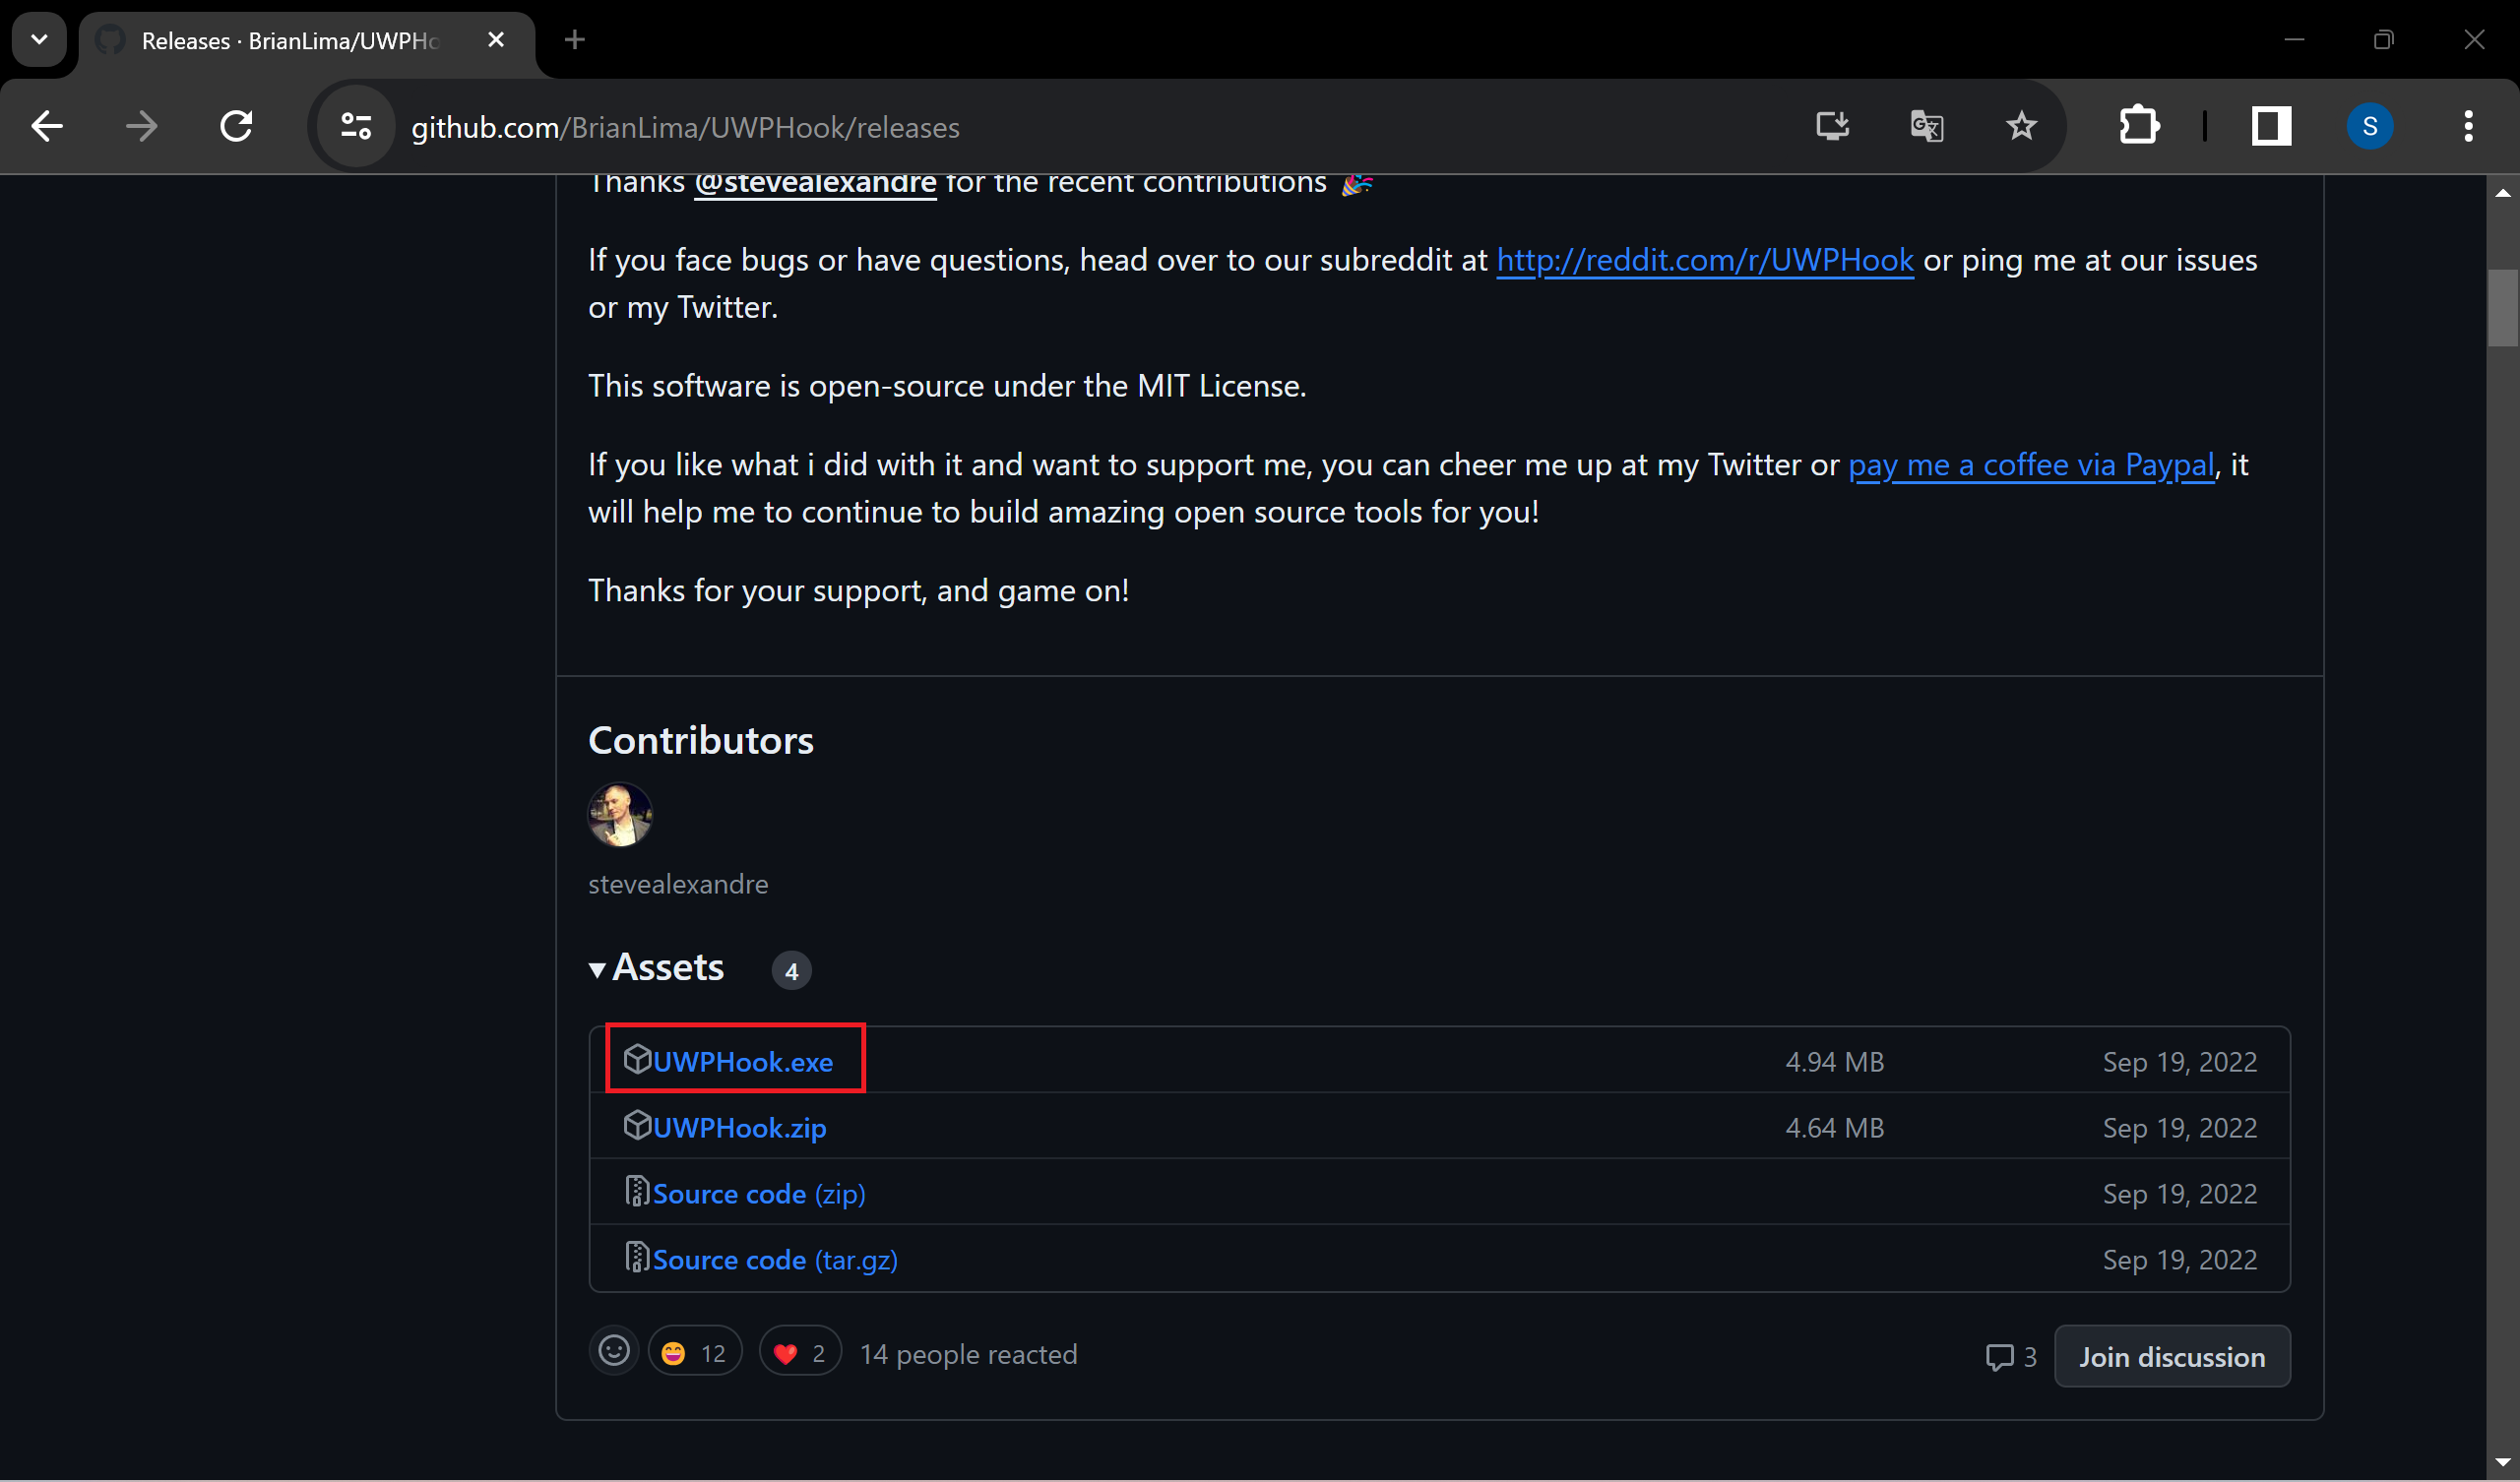 Releases · BrianLima/UWPHo
github.com/BrianLima/UWPHook/releases
S
Thanks @stevealexandre for the recent contributions 🎉
If you face bugs or have questions, head over to our subreddit at http://reddit.com/r/UWPHook or ping me at our issues
or my Twitter.
This software is open-source under the MIT License.
If you like what i did with it and want to support me, you can cheer me up at my Twitter or pay me a coffee via Paypal, it
will help me to continue to build amazing open source tools for you!
Thanks for your support, and game on!
Contributors
stevealexandre
Assets 4
UWPHook.exe 4.94 MB Sep 19, 2022
UWPHook.zip 4.64 MB Sep 19, 2022
Source code (zip) Sep 19, 2022
Source code (tar.gz) Sep 19, 2022
😄 12 ❤️ 2 14 people reacted 3 Join discussion